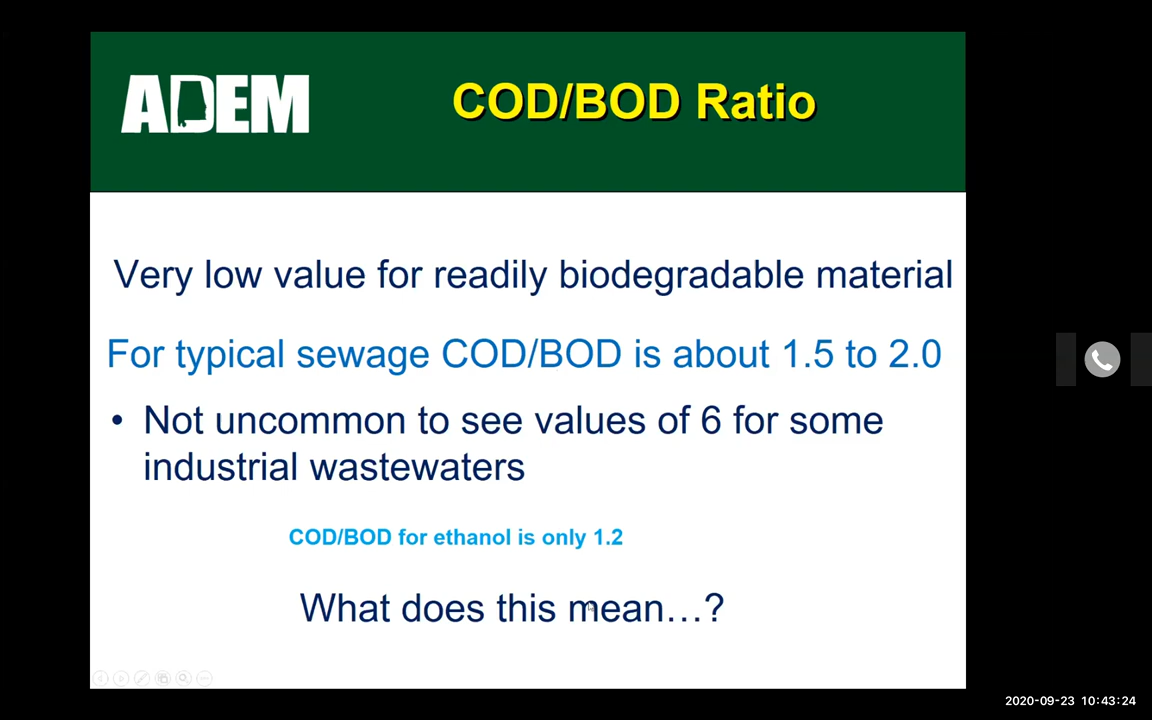 ADEM
COD/BOD Ratio
Very low value for readily biodegradable material
For typical sewage COD/BOD is about 1.5 to 2.0
• Not uncommon to see values of 6 for some
industrial wastewaters
COD/BOD for ethanol is only 1.2
What does this mean…?
2020-09-23 10:43:24